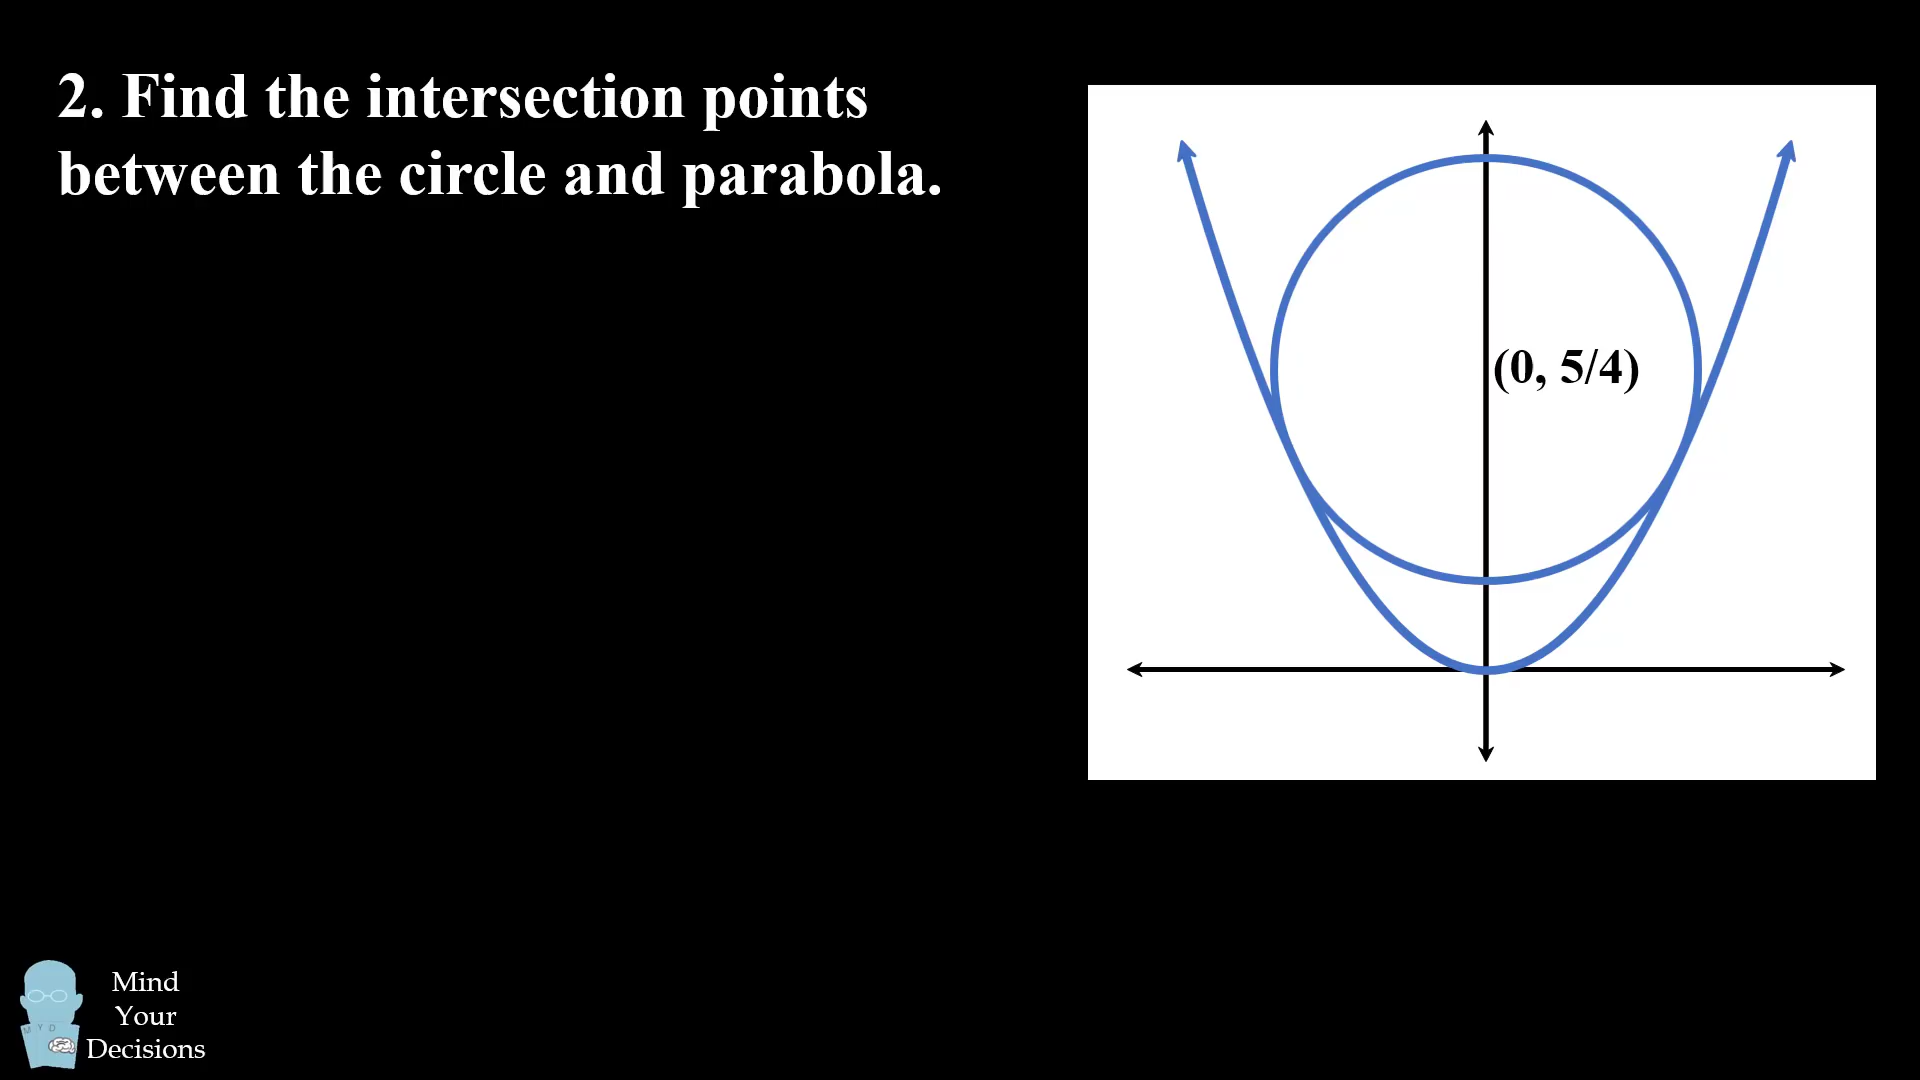 2. Find the intersection points
between the circle and parabola.
(0, 5/4)
M Y D
Mind
Your
Decisions